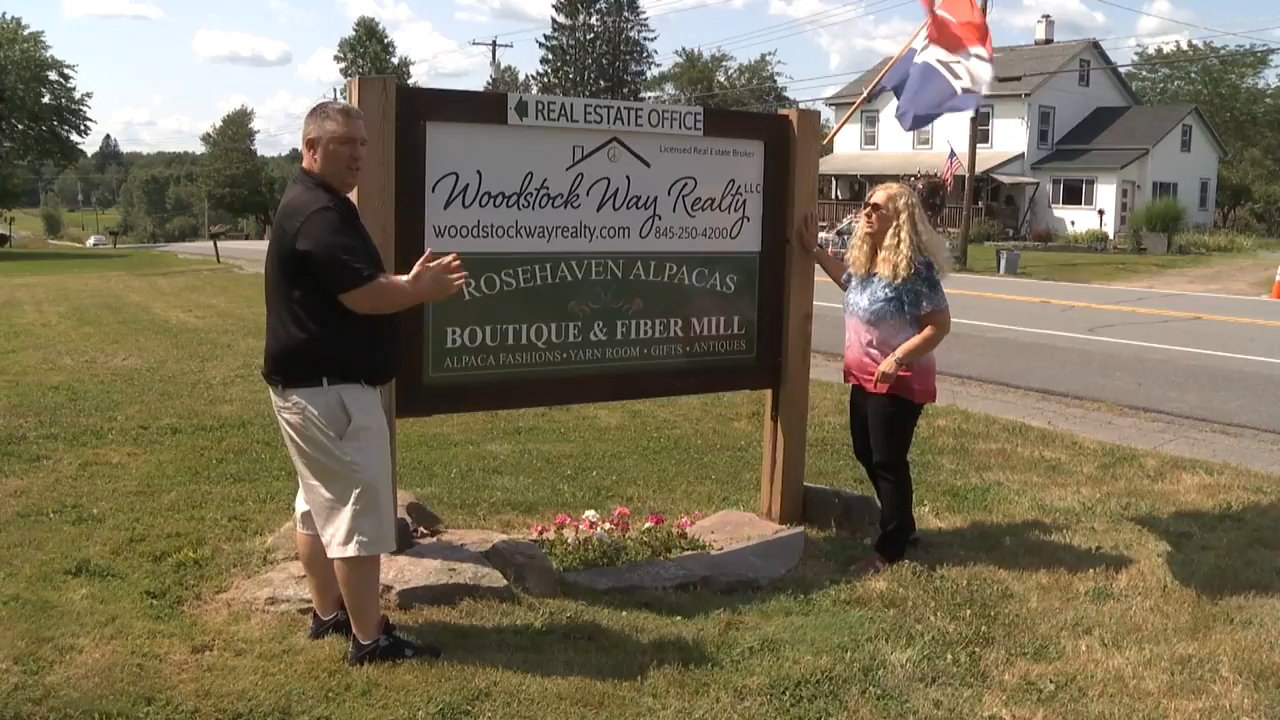 REAL ESTATE OFFICE
Licensed Real Estate Broker
Woodstock Way Realty LLC
woodstockwayrealty.com 845-250-4200
ROSEHAVEN ALPACAS
BOUTIQUE & FIBER MILL
ALPACA FASHIONS • YARN ROOM • GIFTS • ANTIQUES